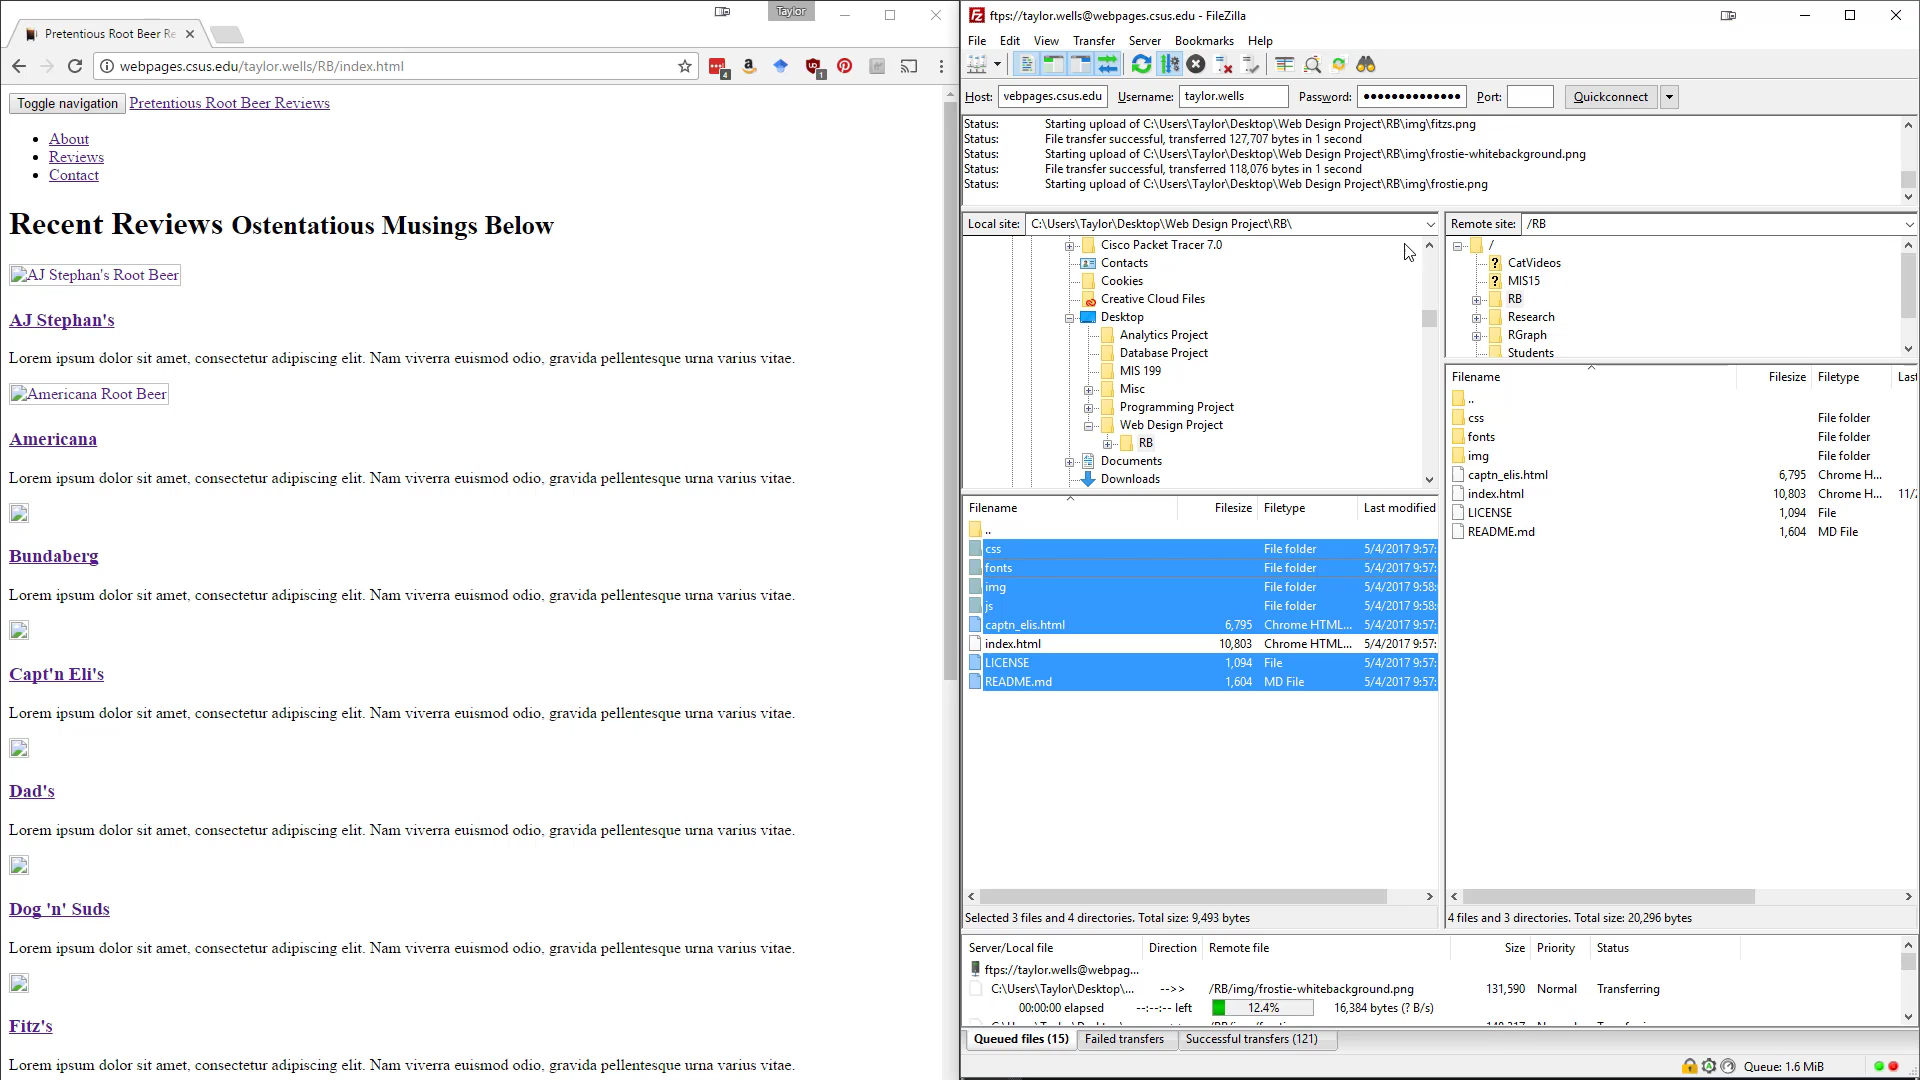 Taylor
Pretentious Root Beer Re
webpages.csus.edu/taylor.wells/RB/index.html
4
1
Toggle navigation Pretentious Root Beer Reviews
About
Reviews
Contact
Recent Reviews Ostentatious Musings Below
AJ Stephan's Root Beer
AJ Stephan's
Lorem ipsum dolor sit amet, consectetur adipiscing elit. Nam viverra euismod odio, gravida pellentesque urna varius vitae.
Americana Root Beer
Americana
Lorem ipsum dolor sit amet, consectetur adipiscing elit. Nam viverra euismod odio, gravida pellentesque urna varius vitae.
Bundaberg
Lorem ipsum dolor sit amet, consectetur adipiscing elit. Nam viverra euismod odio, gravida pellentesque urna varius vitae.
Capt'n Eli's
Lorem ipsum dolor sit amet, consectetur adipiscing elit. Nam viverra euismod odio, gravida pellentesque urna varius vitae.
Dad's
Lorem ipsum dolor sit amet, consectetur adipiscing elit. Nam viverra euismod odio, gravida pellentesque urna varius vitae.
Dog 'n' Suds
Lorem ipsum dolor sit amet, consectetur adipiscing elit. Nam viverra euismod odio, gravida pellentesque urna varius vitae.
Fitz's
Lorem ipsum dolor sit amet, consectetur adipiscing elit. Nam viverra euismod odio, gravida pellentesque urna varius vitae.
ftps://taylor.wells@webpages.csus.edu - FileZilla
File Edit View Transfer Server Bookmarks Help
Host: vebpages.csus.edu Username: taylor.wells Password: ●●●●●●●●●●●●●● Port: Quickconnect
Status: Starting upload of C:\Users\Taylor\Desktop\Web Design Project\RB\img\fitzs.png
Status: File transfer successful, transferred 127,707 bytes in 1 second
Status: Starting upload of C:\Users\Taylor\Desktop\Web Design Project\RB\img\frostie-whitebackground.png
Status: File transfer successful, transferred 118,076 bytes in 1 second
Status: Starting upload of C:\Users\Taylor\Desktop\Web Design Project\RB\img\frostie.png
Local site: C:\Users\Taylor\Desktop\Web Design Project\RB\
Cisco Packet Tracer 7.0
Contacts
Cookies
Creative Cloud Files
Desktop
Analytics Project
Database Project
MIS 199
Misc
Programming Project
Web Design Project
RB
Documents
Downloads
Filename Filesize Filetype Last modified
..
css File folder 5/4/2017 9:57:
fonts File folder 5/4/2017 9:57:
img File folder 5/4/2017 9:58:
js File folder 5/4/2017 9:58:
captn_elis.html 6,795 Chrome HTML... 5/4/2017 9:57:
index.html 10,803 Chrome HTML... 5/4/2017 9:57:
LICENSE 1,094 File 5/4/2017 9:57:
README.md 1,604 MD File 5/4/2017 9:57:
Selected 3 files and 4 directories. Total size: 9,493 bytes
Remote site: /RB
/
CatVideos
MIS15
RB
Research
RGraph
Students
Filename Filesize Filetype Last
..
css File folder
fonts File folder
img File folder
captn_elis.html 6,795 Chrome H...
index.html 10,803 Chrome H... 11/2
LICENSE 1,094 File
README.md 1,604 MD File
4 files and 3 directories. Total size: 20,296 bytes
Server/Local file Direction Remote file Size Priority Status
ftps://taylor.wells@webpag...
C:\Users\Taylor\Desktop\... -->> /RB/img/frostie-whitebackground.png 131,590 Normal Transferring
00:00:00 elapsed --:--:-- left 12.4% 16,384 bytes (? B/s)
Queued files (15) Failed transfers Successful transfers (121)
Queue: 1.6 MiB